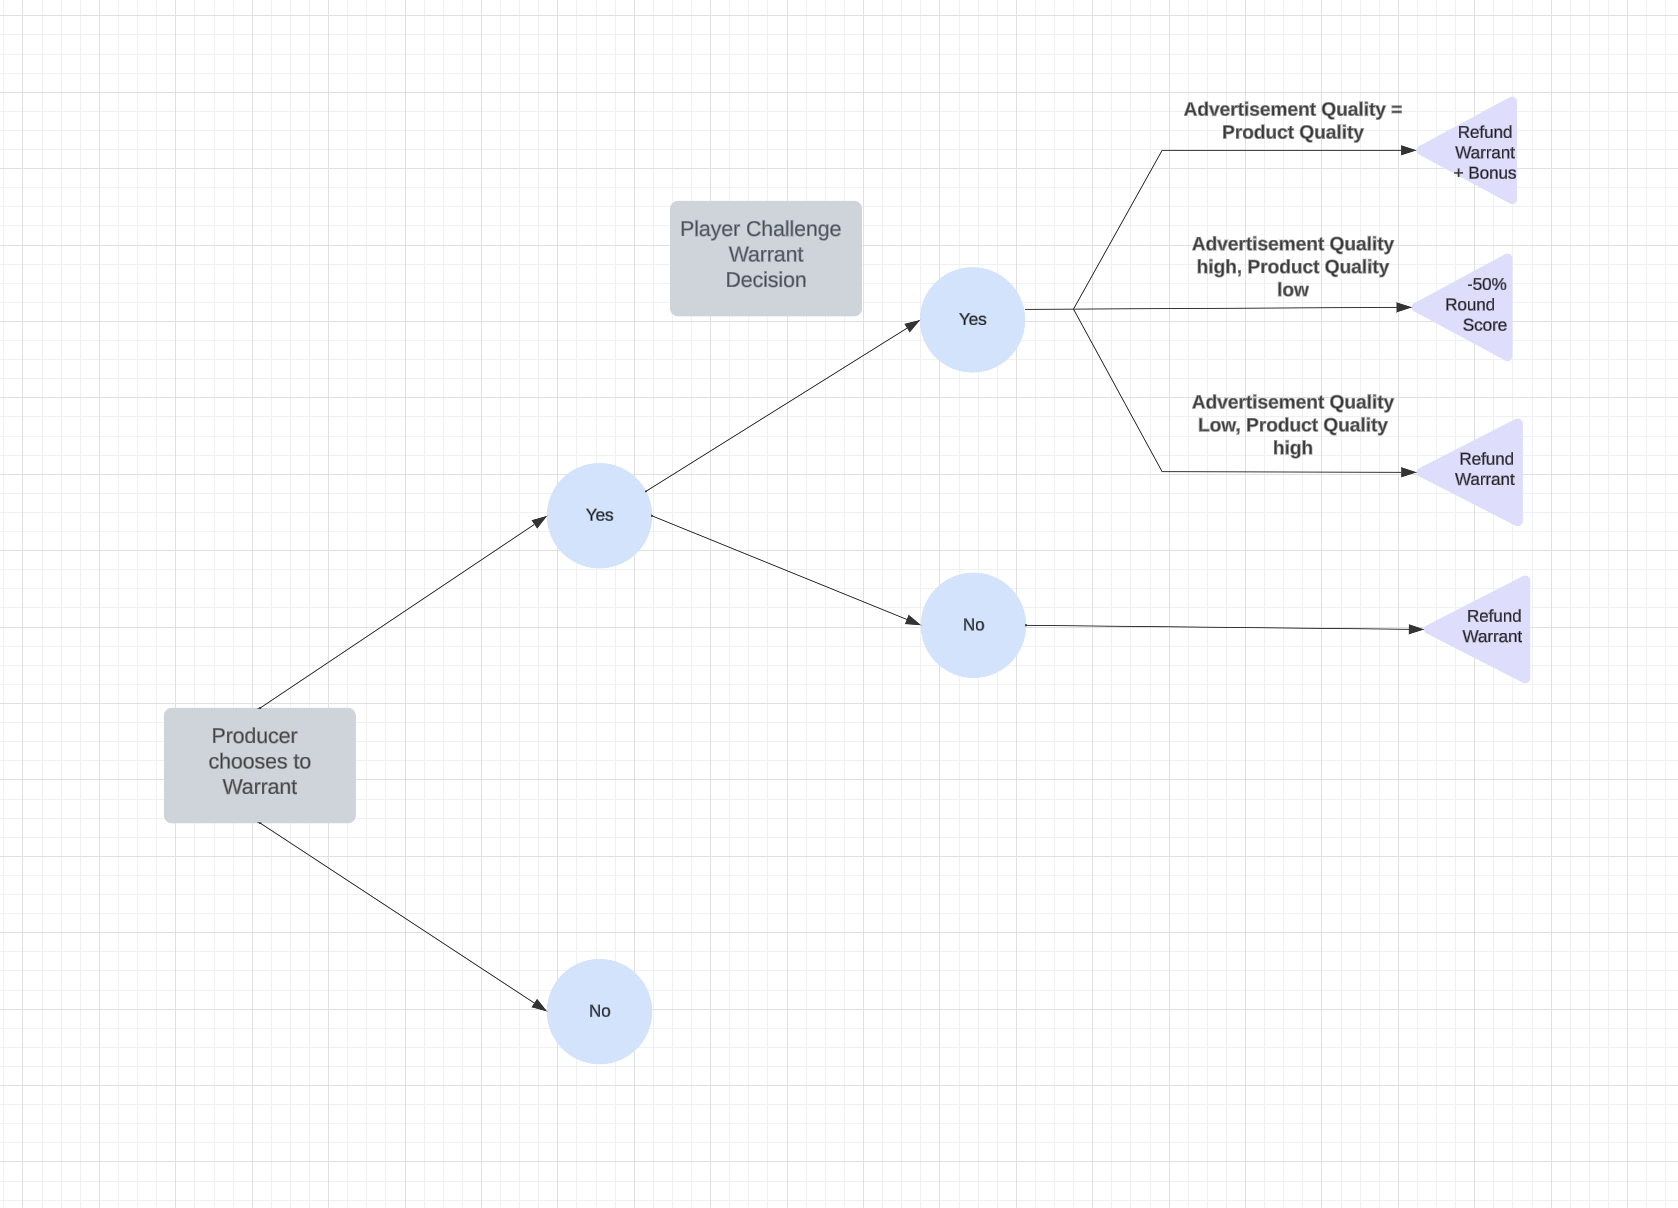 Advertisement Quality =
Product Quality
Refund
Warrant
+ Bonus
Player Challenge
Warrant
Decision
Advertisement Quality
high, Product Quality
low
-50%
Round
Score
Yes
Advertisement Quality
Low, Product Quality
high
Refund
Warrant
Yes
No
Refund
Warrant
Producer
chooses to
Warrant
No